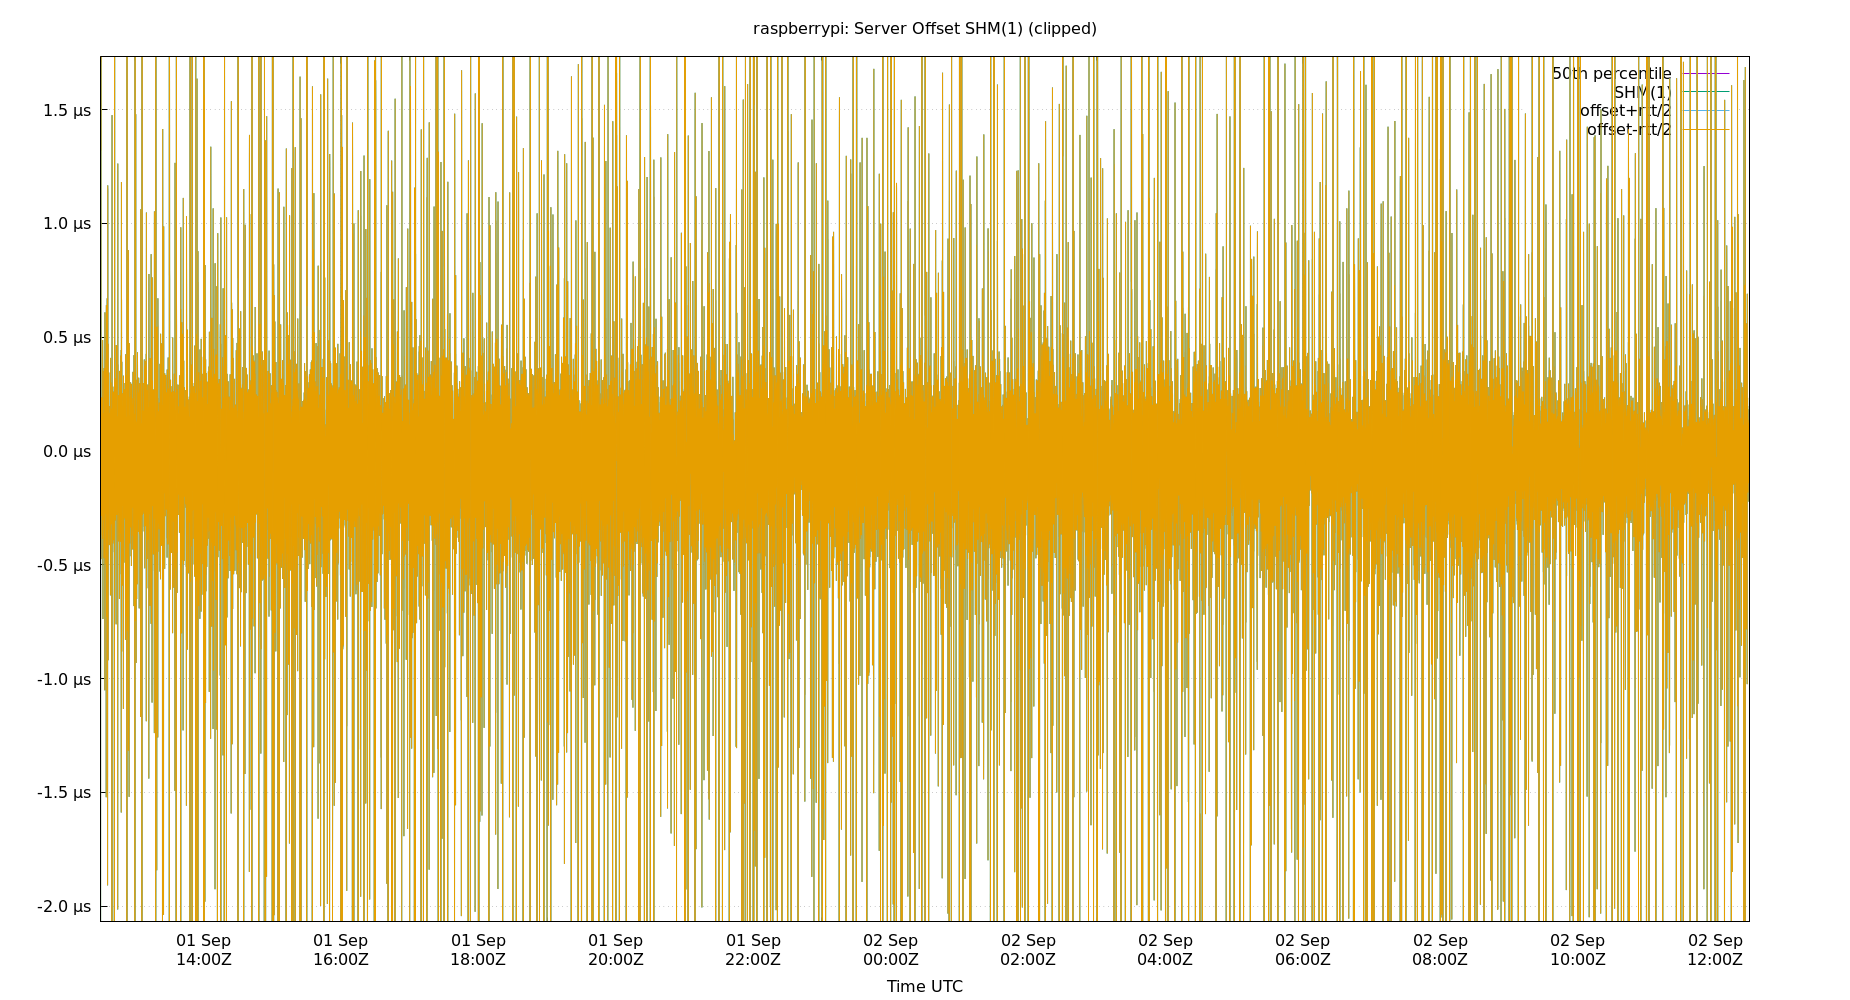 raspberrypi: Server Offset SHM(1) (clipped)
50th percentile
SHM(1)
offset+rtt/2
offset-rtt/2
1.5 µs
1.0 µs
0.5 µs
0.0 µs
-0.5 µs
-1.0 µs
-1.5 µs
-2.0 µs
01 Sep 01 Sep 01 Sep 01 Sep 01 Sep 02 Sep 02 Sep 02 Sep 02 Sep 02 Sep 02 Sep 02 Sep
14:00Z 16:00Z 18:00Z 20:00Z 22:00Z 00:00Z 02:00Z 04:00Z 06:00Z 08:00Z 10:00Z 12:00Z
Time UTC